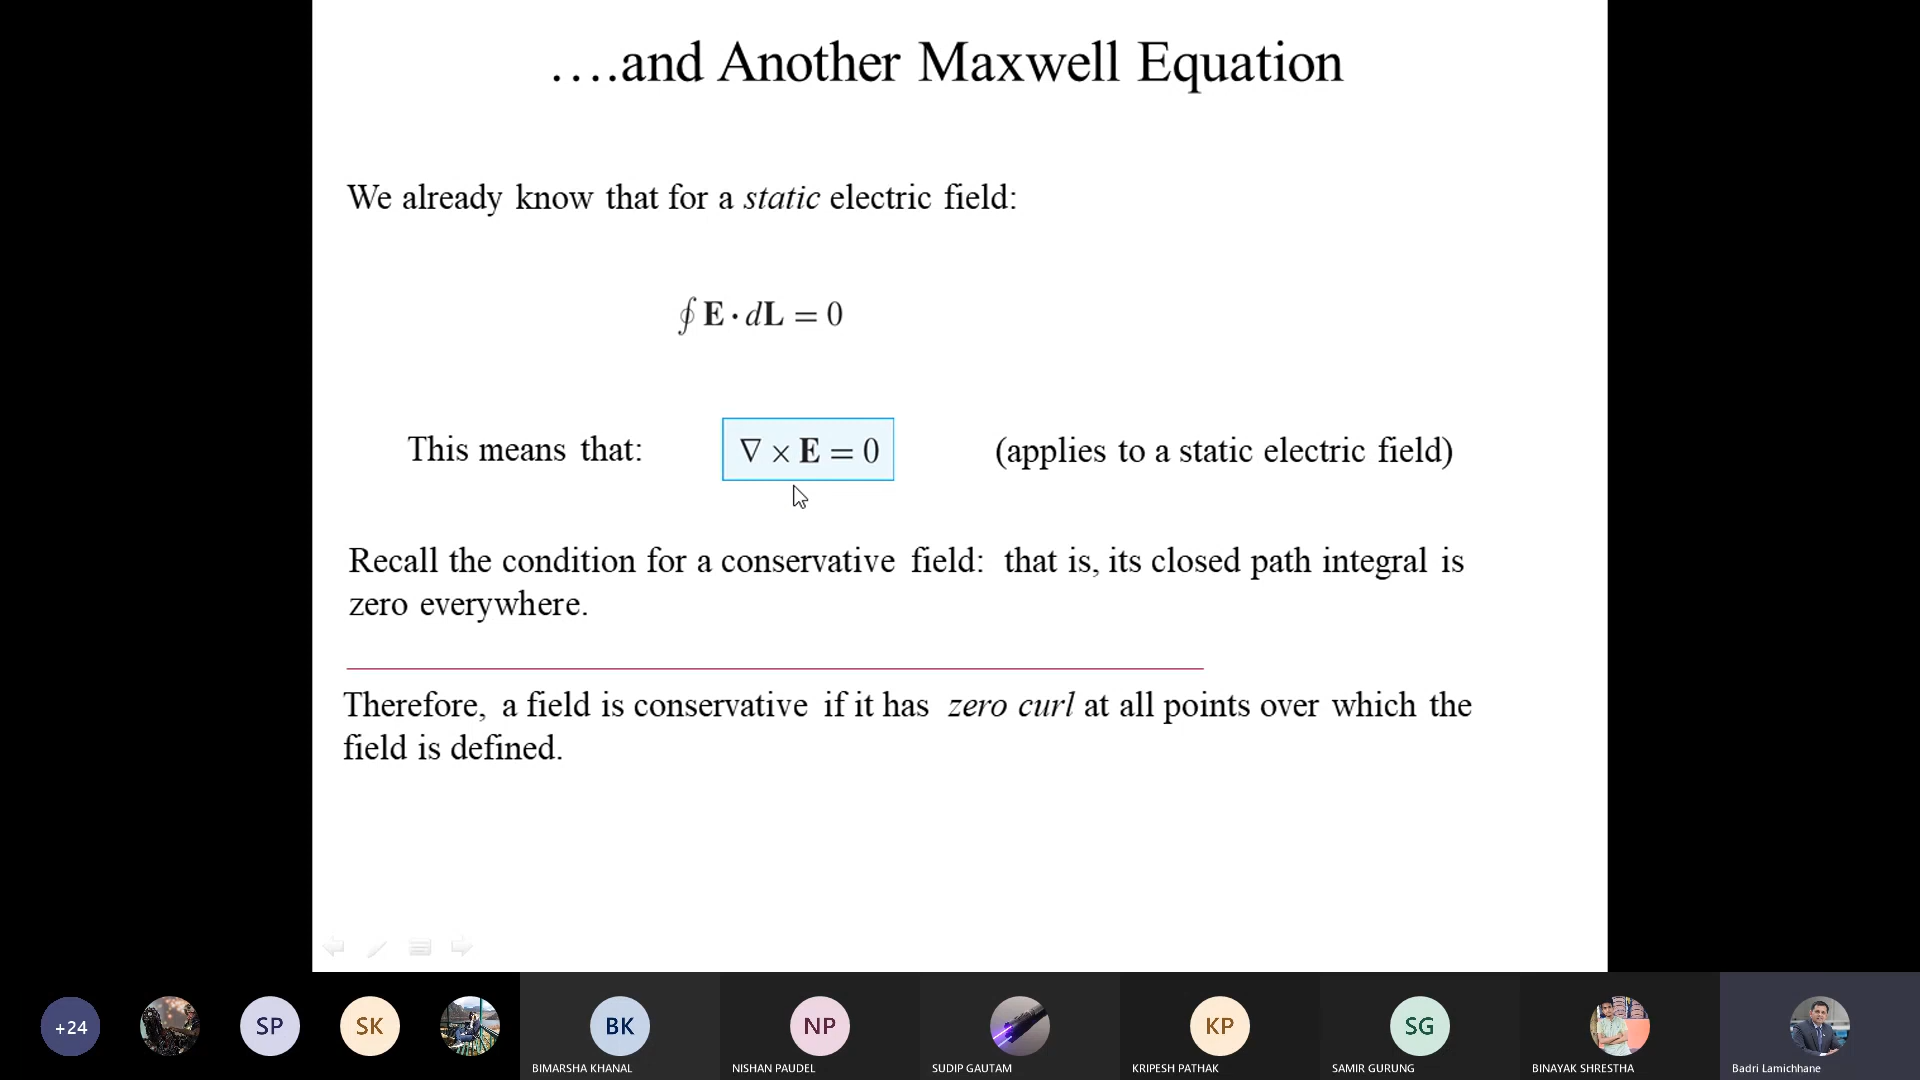 ….and Another Maxwell Equation
We already know that for a static electric field:
∮ E · dL = 0
This means that: ∇ × E = 0 (applies to a static electric field)
Recall the condition for a conservative field: that is, its closed path integral is
zero everywhere.
Therefore, a field is conservative if it has zero curl at all points over which the
field is defined.
+24 SP SK BK NP KP SG
BIMARSHA KHANAL NISHAN PAUDEL SUDIP GAUTAM KRIPESH PATHAK SAMIR GURUNG BINAYAK SHRESTHA Badri Lamichhane